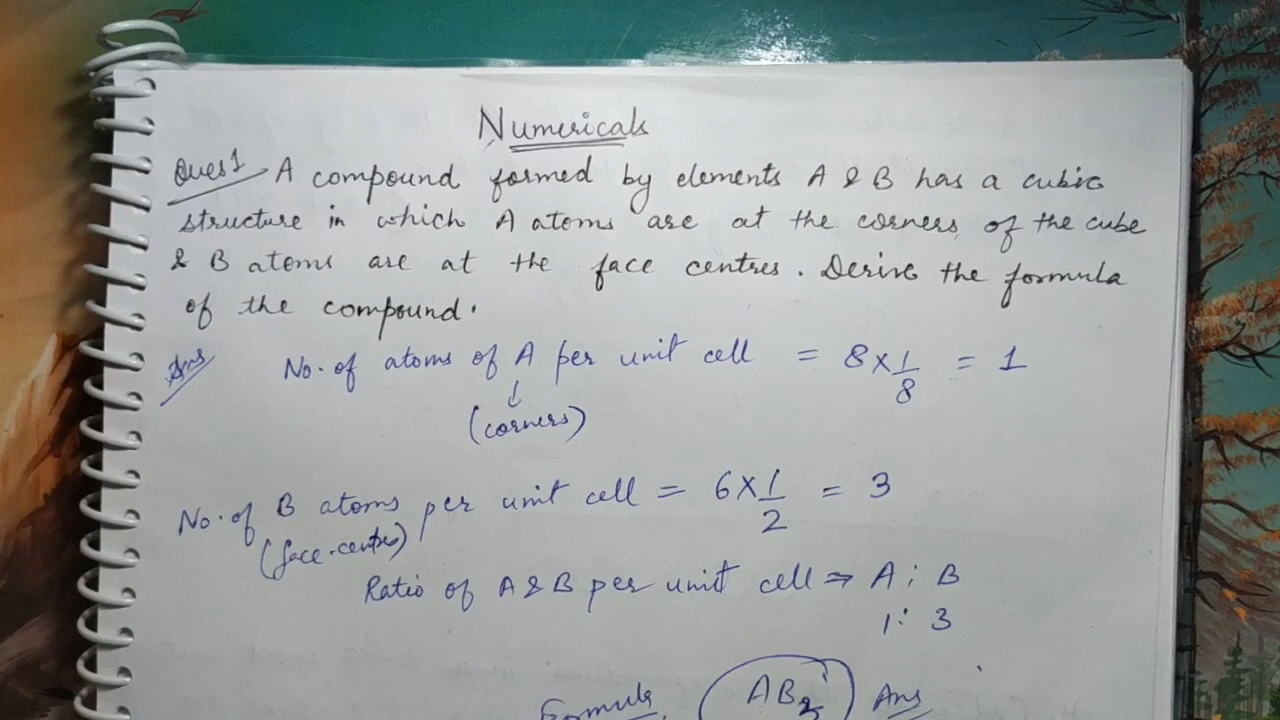 Numericals
Ques 1 A compound formed by elements A & B has a cubic
structure in which A atoms are at the corners of the cube
& B atoms are at the face centres. Derive the formula
of the compound.
Ans No. of atoms of A per unit cell = 8 × 1/8 = 1
↓
(corners)
No. of B atoms per unit cell = 6 × 1/2 = 3
(face-centres)
Ratio of A & B per unit cell ⇒ A : B
1 : 3
Formula AB₃ Ans